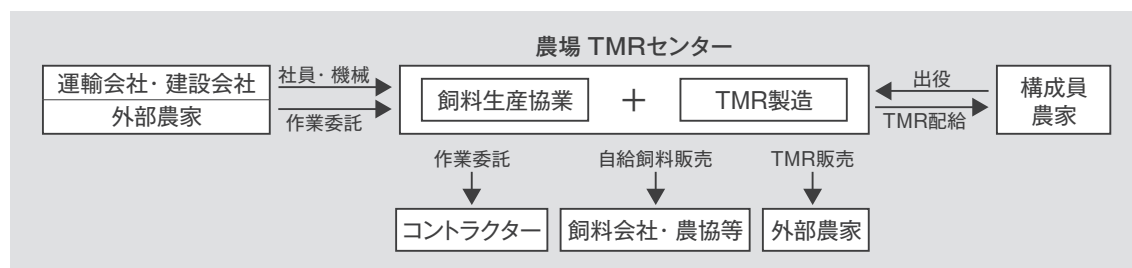 農場 TMRセンター
運輸会社・建設会社
外部農家
社員・機械
作業委託
飼料生産協業
+
TMR製造
出役
TMR配給
構成員
農家
作業委託
自給飼料販売
TMR販売
コントラクター
飼料会社・農協等
外部農家